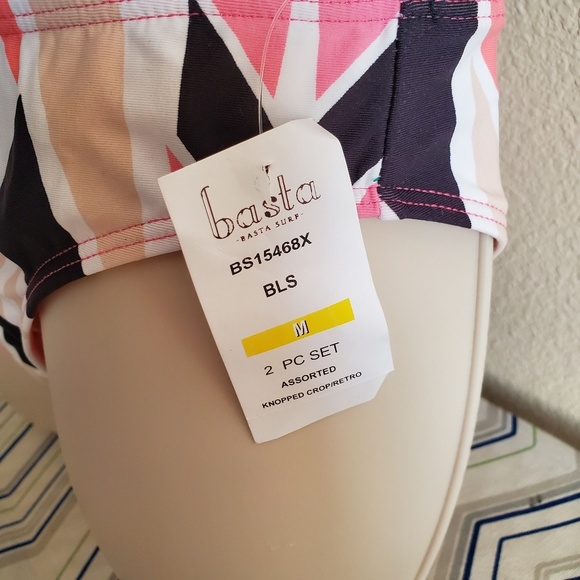 basta
-BASTA SURF-
BS15468X
BLS
M
2 PC SET
ASSORTED
KNOPPED CROP/RETRO